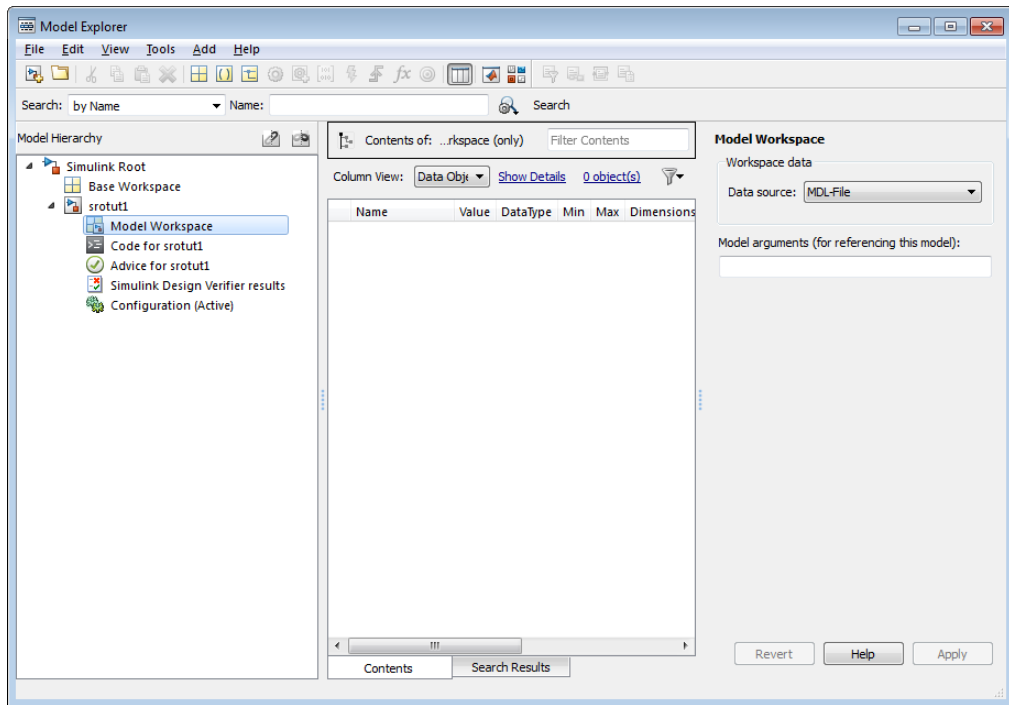 Model Explorer
File Edit View Tools Add Help
fx
Search: by Name Name: Search
Model Hierarchy
Simulink Root
Base Workspace
srotut1
Model Workspace
Code for srotut1
Advice for srotut1
Simulink Design Verifier results
Configuration (Active)
Contents of: ...rkspace (only) Filter Contents
Column View: Data Obje Show Details 0 object(s)
Name Value DataType Min Max Dimensions
Contents Search Results
Model Workspace
Workspace data
Data source: MDL-File
Model arguments (for referencing this model):
Revert Help Apply